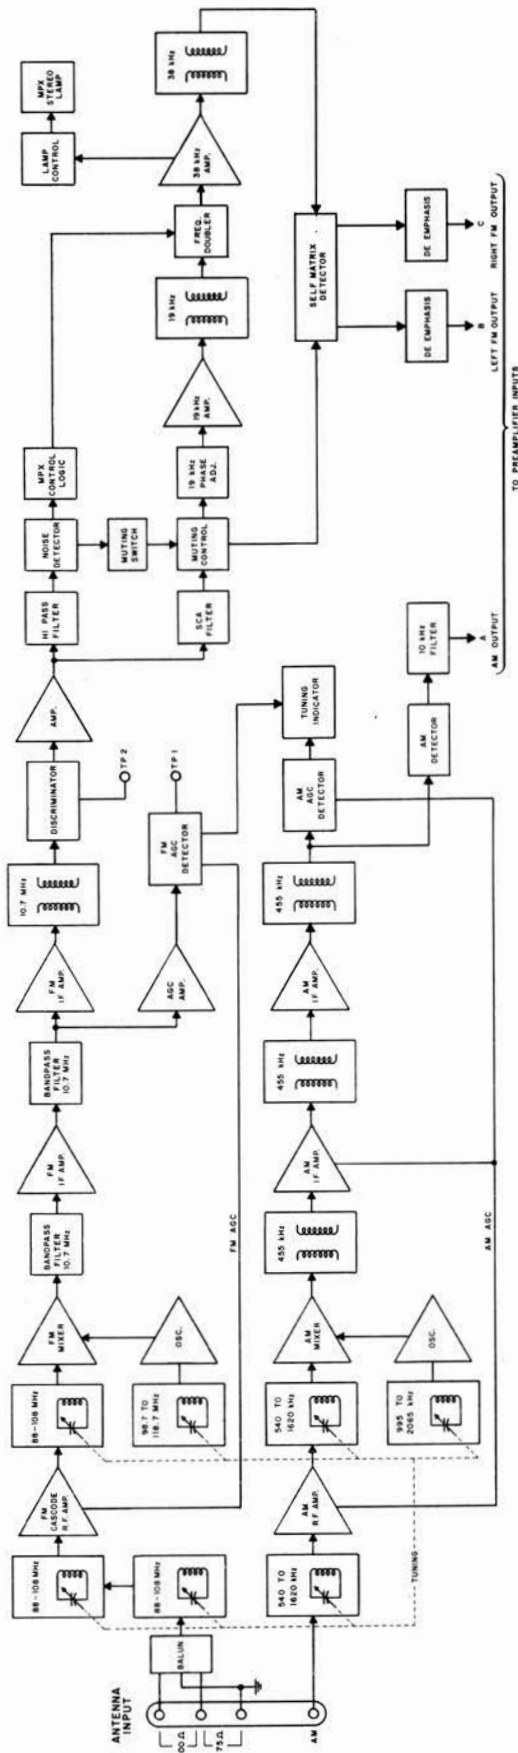 ANTENNA
INPUT
00 Ω
75 Ω
AM
BALUN
88-108 MHz
88-108 MHz
FM
CASCODE
R.F. AMP.
88-108 MHz
98.7 TO
118.7 MHz
FM
MIXER
OSC.
BANDPASS
FILTER
10.7 MHz
FM
IF AMP.
BANDPASS
FILTER
10.7 MHz
FM
IF AMP.
10.7 MHz
DISCRIMINATOR
TP 2
AMP.
HI PASS
FILTER
NOISE
DETECTOR
MPX
CONTROL
LOGIC
MUTING
SWITCH
SCA
FILTER
MUTING
CONTROL
19 kHz
PHASE
ADJ.
19 kHz
AMP.
19 kHz
FREQ.
DOUBLER
38 kHz
AMP.
38 kHz
LAMP
CONTROL
MPX
STEREO
LAMP
SELF MATRIX
DETECTOR
DE EMPHASIS
DE EMPHASIS
B
LEFT FM OUTPUT
C
RIGHT FM OUTPUT
AGC
AMP.
FM
AGC
DETECTOR
TP 1
FM AGC
TUNING
INDICATOR
540 TO
1620 kHz
AM
R.F. AMP.
540 TO
1620 kHz
995 TO
2065 kHz
TUNING
AM
MIXER
OSC.
455 kHz
AM
IF AMP.
455 kHz
AM
IF AMP.
455 kHz
AM
AGC
DETECTOR
AM AGC
AM
DETECTOR
10 kHz
FILTER
A
AM OUTPUT
TO PREAMPLIFIER INPUTS